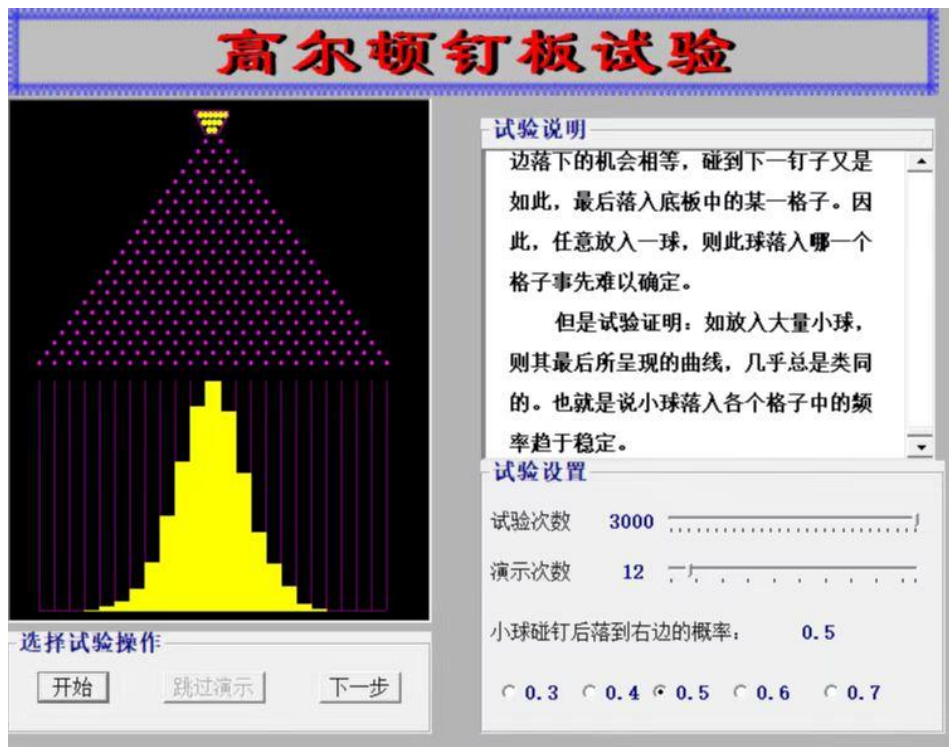 高尔顿钉板试验
试验说明
边落下的机会相等，碰到下一钉子又是
如此，最后落入底板中的某一格子。因
此，任意放入一球，则此球落入哪一个
格子事先难以确定。
但是试验证明：如放入大量小球，
则其最后所呈现的曲线，几乎总是类同
的。也就是说小球落入各个格子中的频
率趋于稳定。
试验设置
试验次数 3000
演示次数 12
小球碰钉后落到右边的概率： 0.5
0.3 0.4 0.5 0.6 0.7
选择试验操作
开始 跳过演示 下一步